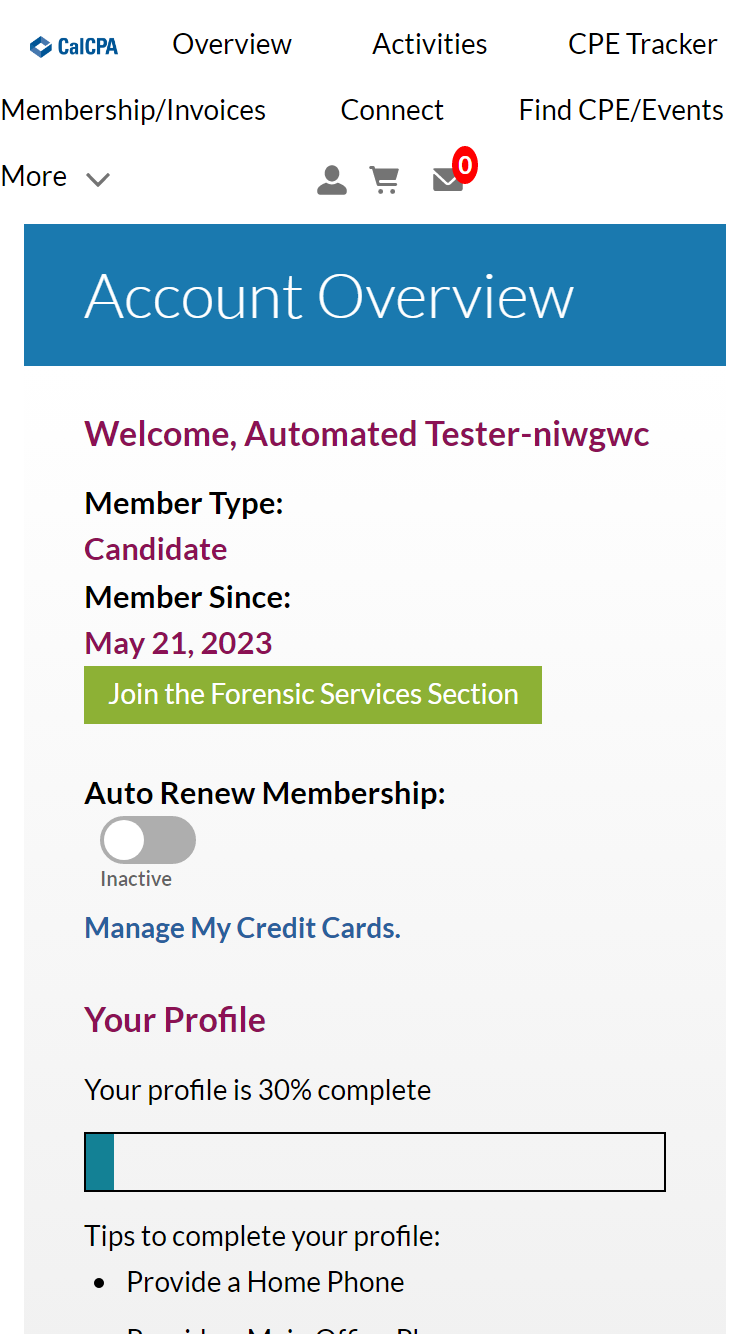 CalCPA Overview Activities CPE Tracker
Membership/Invoices Connect Find CPE/Events
More 0
Account Overview
Welcome, Automated Tester-niwgwc
Member Type:
Candidate
Member Since:
May 21, 2023
Join the Forensic Services Section
Auto Renew Membership:
Inactive
Manage My Credit Cards.
Your Profile
Your profile is 30% complete
Tips to complete your profile:
• Provide a Home Phone